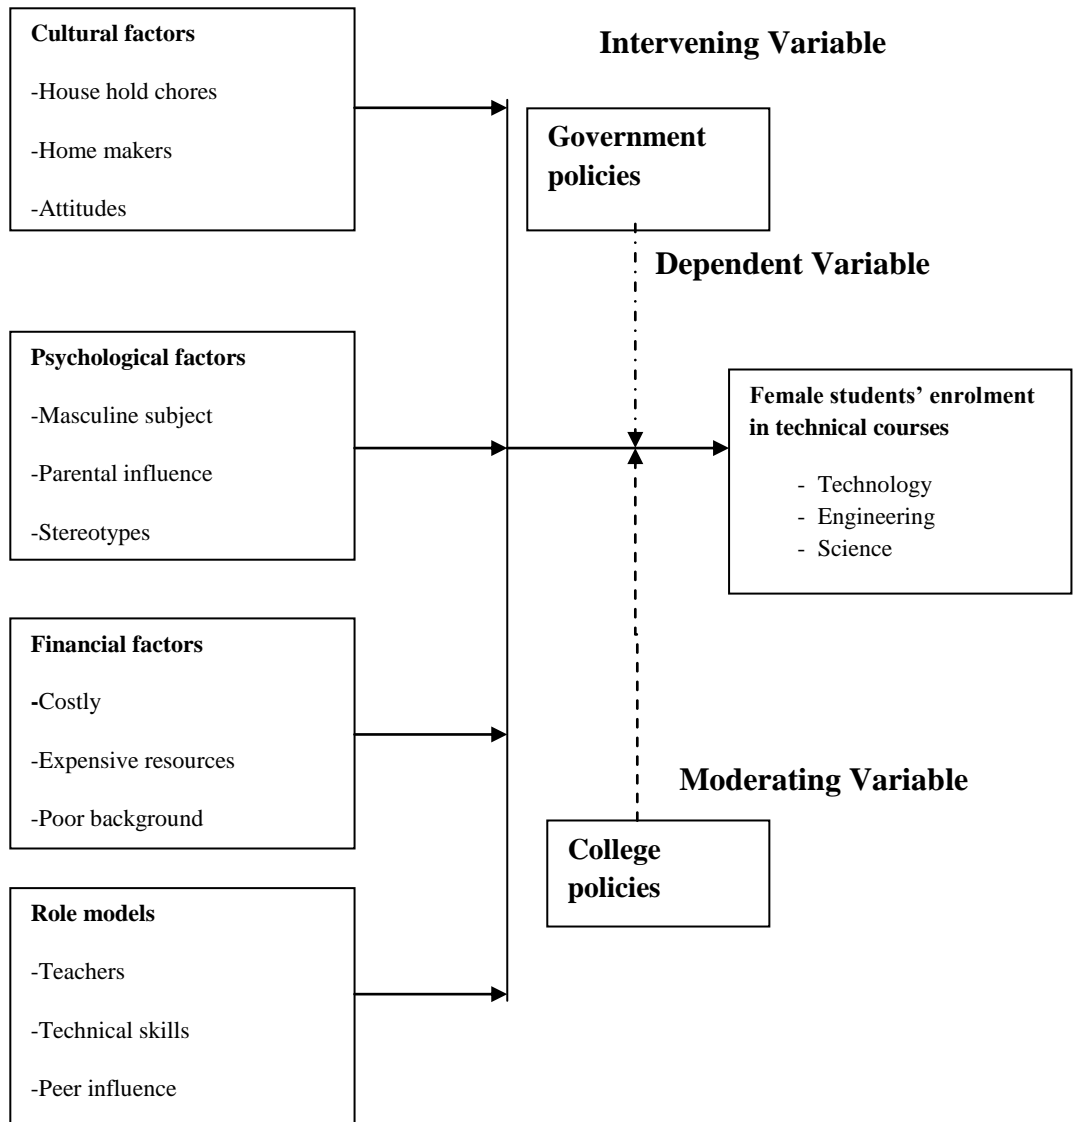 Cultural factors
-House hold chores
-Home makers
-Attitudes
Intervening Variable
Government
policies
Dependent Variable
Psychological factors
-Masculine subject
-Parental influence
-Stereotypes
Female students’ enrolment
in technical courses
- Technology
- Engineering
- Science
Financial factors
-Costly
-Expensive resources
-Poor background
Moderating Variable
College
policies
Role models
-Teachers
-Technical skills
-Peer influence